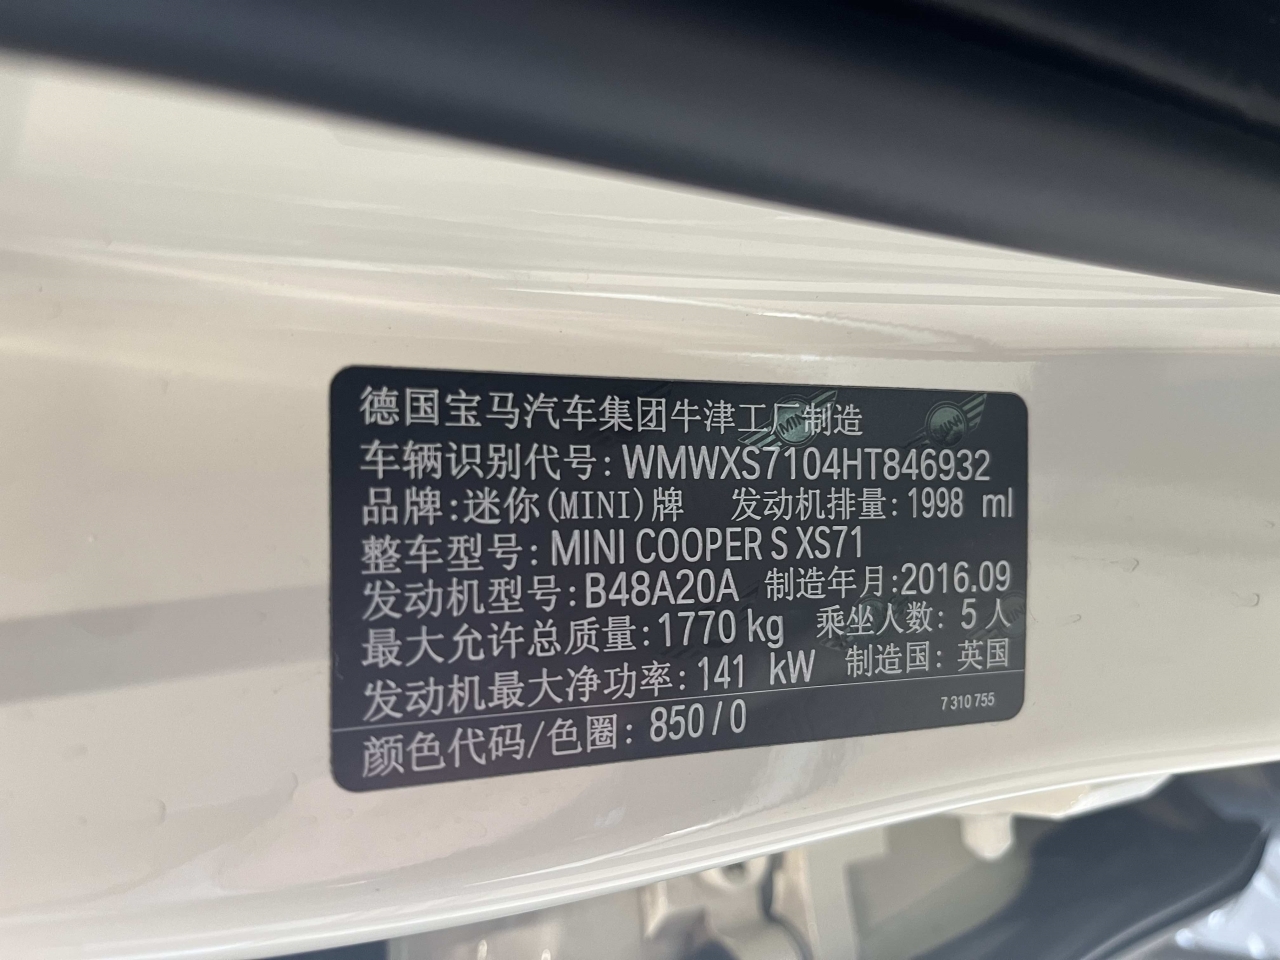 德国宝马汽车集团牛津工厂制造
车辆识别代号: WMWXS7104HT846932
品牌:迷你(MINI)牌 发动机排量: 1998 ml
整车型号: MINI COOPER S XS71
发动机型号: B48A20A 制造年月:2016.09
最大允许总质量: 1770 kg 乘坐人数: 5 人
发动机最大净功率: 141 kW 制造国: 英国
7 310 755
颜色代码/色圈: 850 / 0
MINI
MINI